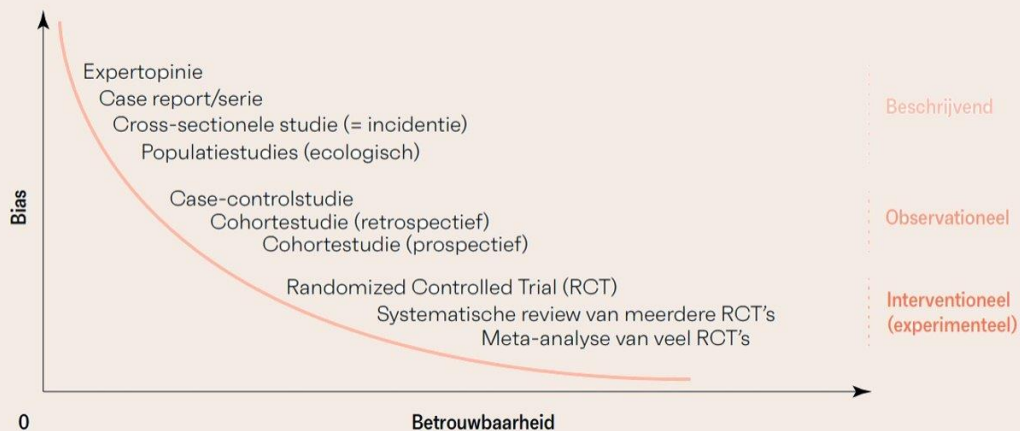 Expertopinie
Case report/serie
Cross-sectionele studie (= incidentie)
Populatiestudies (ecologisch)
Beschrijvend
Case-controlstudie
Cohortestudie (retrospectief)
Cohortestudie (prospectief)
Observationeel
Randomized Controlled Trial (RCT)
Systematische review van meerdere RCT's
Meta-analyse van veel RCT's
Interventioneel
(experimenteel)
Bias
0
Betrouwbaarheid